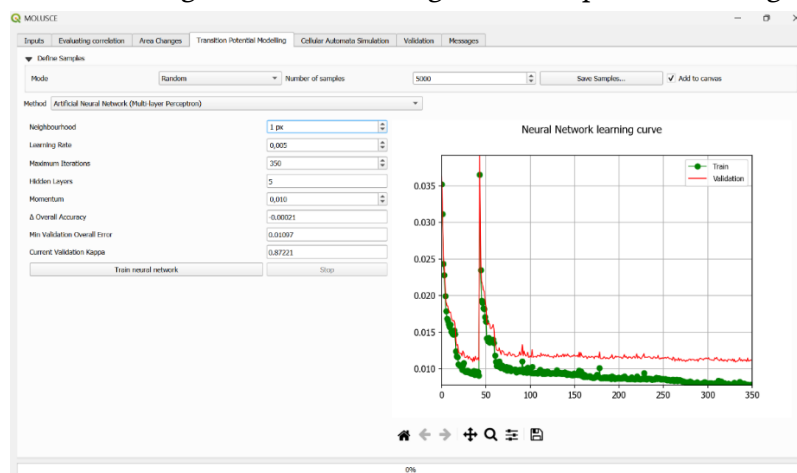 MOLUSCE
Inputs Evaluating correlation Area Changes Transition Potential Modelling Cellular Automata Simulation Validation Messages
Define Samples
Mode Random Number of samples 5000 Save Samples... Add to canvas
Method Artificial Neural Network (Multi-layer Perceptron)
Neighbourhood 1 px
Learning Rate 0,005
Maximum Iterations 350
Hidden Layers 5
Momentum 0,010
Δ Overall Accuracy -0.00021
Min Validation Overall Error 0.01097
Current Validation Kappa 0.87221
Train neural network Stop
Neural Network learning curve
Train
Validation
0.035
0.030
0.025
0.020
0.015
0.010
0 50 100 150 200 250 300 350
0%